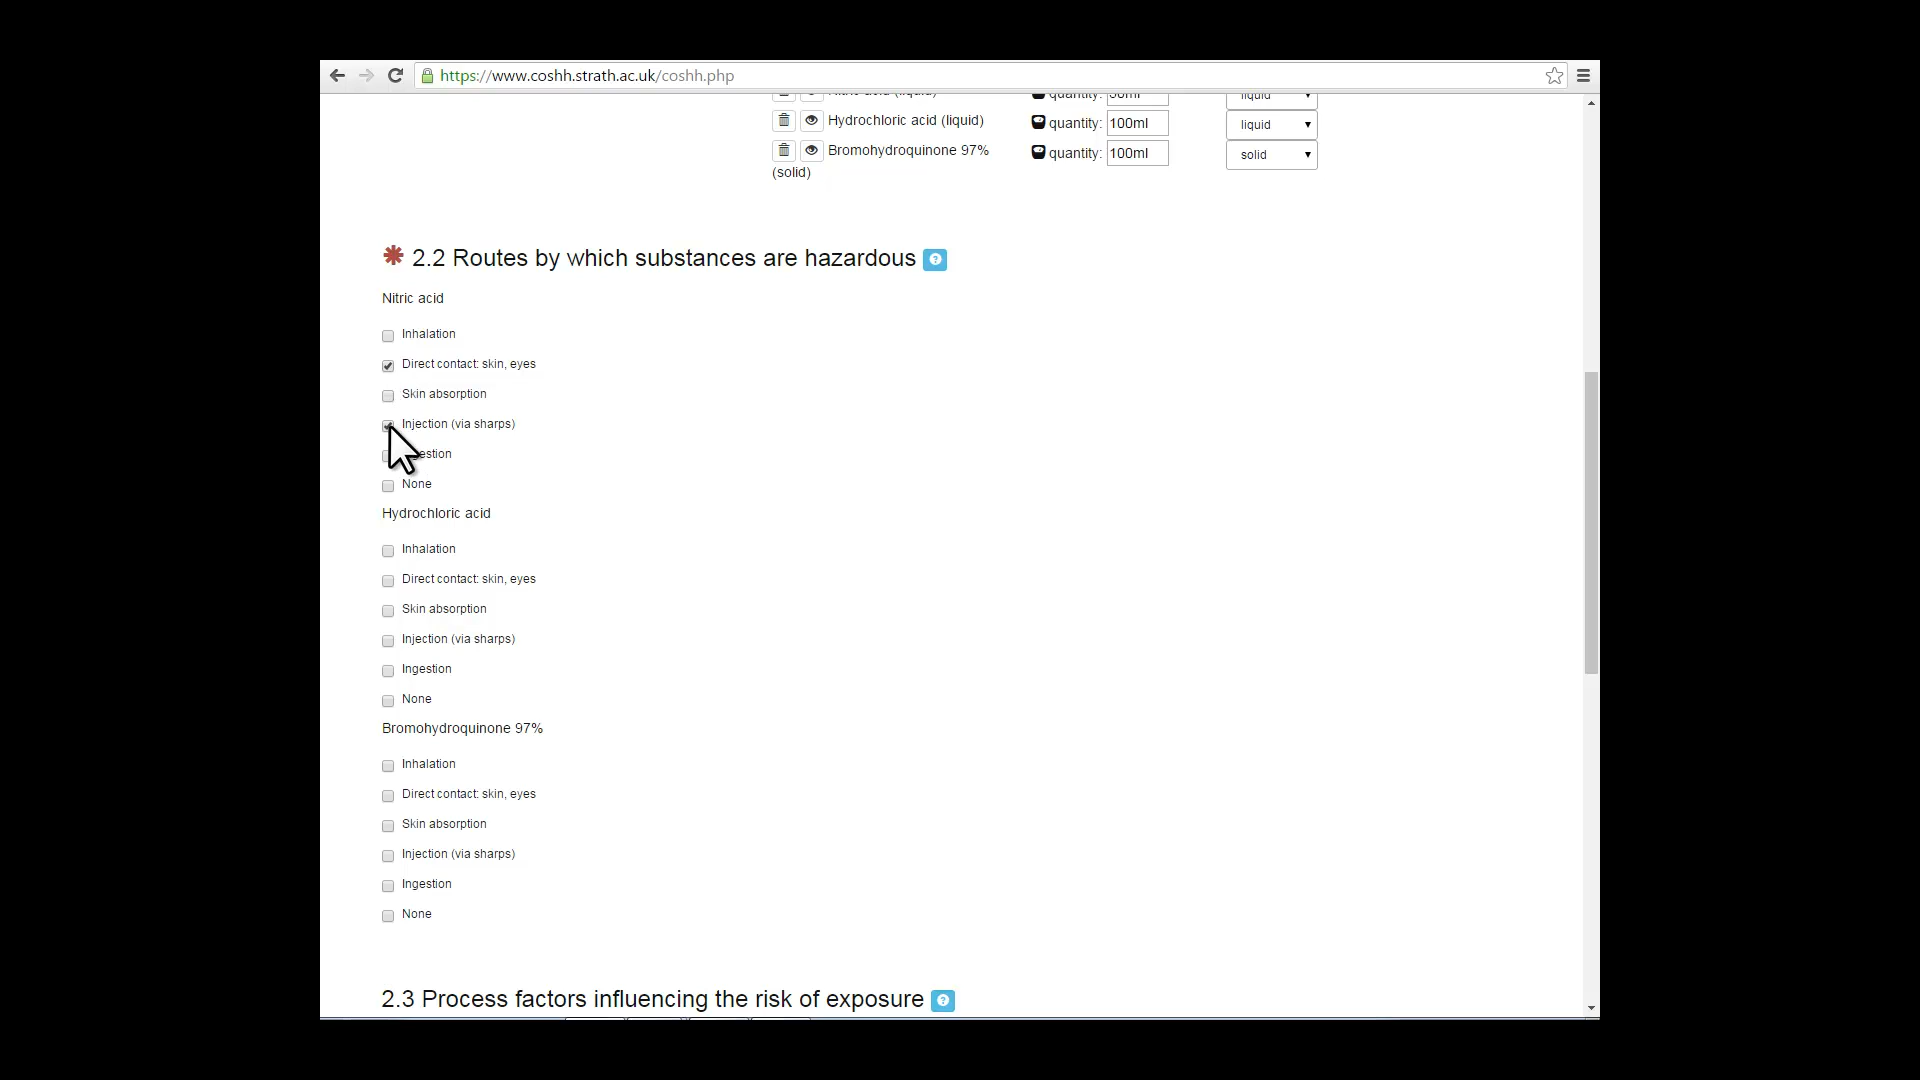 https://www.coshh.strath.ac.uk/coshh.php
quantity: liquid
Hydrochloric acid (liquid) quantity: 100ml liquid
Bromohydroquinone 97% quantity: 100ml solid
(solid)
2.2 Routes by which substances are hazardous ?
Nitric acid
Inhalation
Direct contact: skin, eyes
Skin absorption
Injection (via sharps)
None
Hydrochloric acid
Inhalation
Direct contact: skin, eyes
Skin absorption
Injection (via sharps)
Ingestion
None
Bromohydroquinone 97%
Inhalation
Direct contact: skin, eyes
Skin absorption
Injection (via sharps)
Ingestion
None
2.3 Process factors influencing the risk of exposure ?